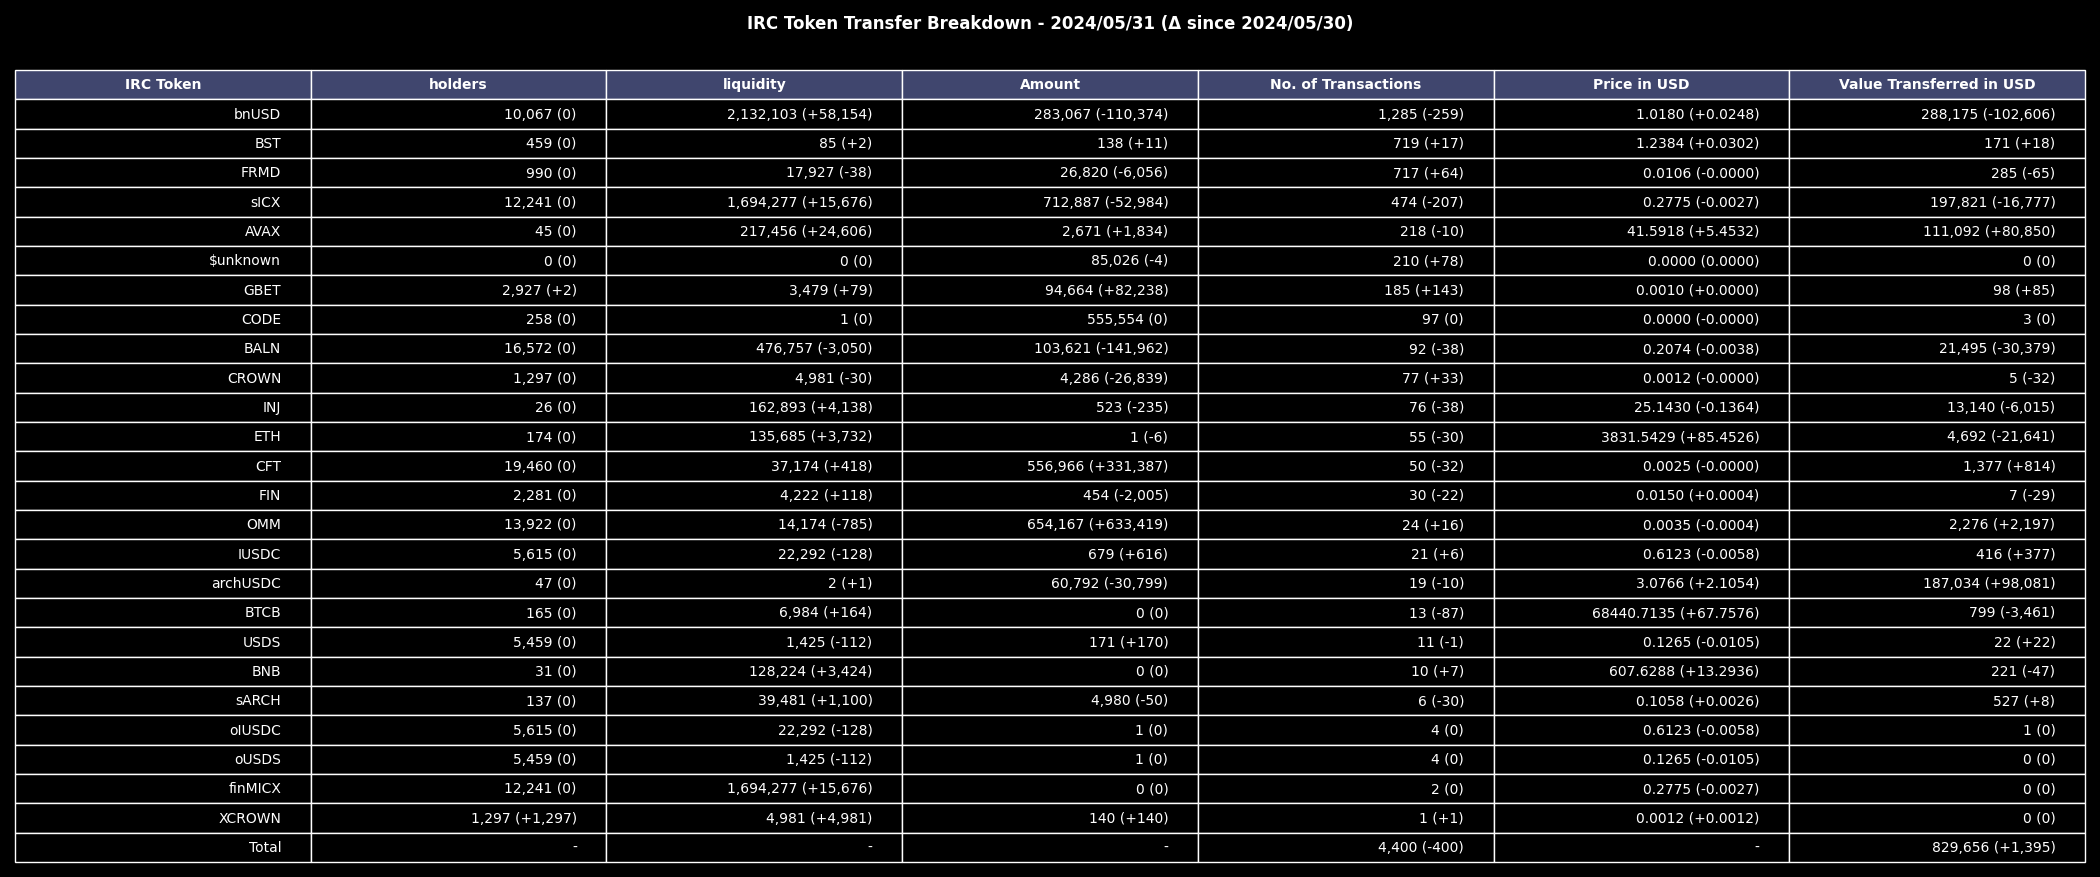 IRC Token Transfer Breakdown - 2024/05/31 (Δ since 2024/05/30)
IRC Token holders liquidity Amount No. of Transactions Price in USD Value Transferred in USD
bnUSD 10,067 (0) 2,132,103 (+58,154) 283,067 (-110,374) 1,285 (-259) 1.0180 (+0.0248) 288,175 (-102,606)
BST 459 (0) 85 (+2) 138 (+11) 719 (+17) 1.2384 (+0.0302) 171 (+18)
FRMD 990 (0) 17,927 (-38) 26,820 (-6,056) 717 (+64) 0.0106 (-0.0000) 285 (-65)
sICX 12,241 (0) 1,694,277 (+15,676) 712,887 (-52,984) 474 (-207) 0.2775 (-0.0027) 197,821 (-16,777)
AVAX 45 (0) 217,456 (+24,606) 2,671 (+1,834) 218 (-10) 41.5918 (+5.4532) 111,092 (+80,850)
$unknown 0 (0) 0 (0) 85,026 (-4) 210 (+78) 0.0000 (0.0000) 0 (0)
GBET 2,927 (+2) 3,479 (+79) 94,664 (+82,238) 185 (+143) 0.0010 (+0.0000) 98 (+85)
CODE 258 (0) 1 (0) 555,554 (0) 97 (0) 0.0000 (-0.0000) 3 (0)
BALN 16,572 (0) 476,757 (-3,050) 103,621 (-141,962) 92 (-38) 0.2074 (-0.0038) 21,495 (-30,379)
CROWN 1,297 (0) 4,981 (-30) 4,286 (-26,839) 77 (+33) 0.0012 (-0.0000) 5 (-32)
INJ 26 (0) 162,893 (+4,138) 523 (-235) 76 (-38) 25.1430 (-0.1364) 13,140 (-6,015)
ETH 174 (0) 135,685 (+3,732) 1 (-6) 55 (-30) 3831.5429 (+85.4526) 4,692 (-21,641)
CFT 19,460 (0) 37,174 (+418) 556,966 (+331,387) 50 (-32) 0.0025 (-0.0000) 1,377 (+814)
FIN 2,281 (0) 4,222 (+118) 454 (-2,005) 30 (-22) 0.0150 (+0.0004) 7 (-29)
OMM 13,922 (0) 14,174 (-785) 654,167 (+633,419) 24 (+16) 0.0035 (-0.0004) 2,276 (+2,197)
IUSDC 5,615 (0) 22,292 (-128) 679 (+616) 21 (+6) 0.6123 (-0.0058) 416 (+377)
archUSDC 47 (0) 2 (+1) 60,792 (-30,799) 19 (-10) 3.0766 (+2.1054) 187,034 (+98,081)
BTCB 165 (0) 6,984 (+164) 0 (0) 13 (-87) 68440.7135 (+67.7576) 799 (-3,461)
USDS 5,459 (0) 1,425 (-112) 171 (+170) 11 (-1) 0.1265 (-0.0105) 22 (+22)
BNB 31 (0) 128,224 (+3,424) 0 (0) 10 (+7) 607.6288 (+13.2936) 221 (-47)
sARCH 137 (0) 39,481 (+1,100) 4,980 (-50) 6 (-30) 0.1058 (+0.0026) 527 (+8)
oIUSDC 5,615 (0) 22,292 (-128) 1 (0) 4 (0) 0.6123 (-0.0058) 1 (0)
oUSDS 5,459 (0) 1,425 (-112) 1 (0) 4 (0) 0.1265 (-0.0105) 0 (0)
finMICX 12,241 (0) 1,694,277 (+15,676) 0 (0) 2 (0) 0.2775 (-0.0027) 0 (0)
XCROWN 1,297 (+1,297) 4,981 (+4,981) 140 (+140) 1 (+1) 0.0012 (+0.0012) 0 (0)
Total - - - 4,400 (-400) - 829,656 (+1,395)